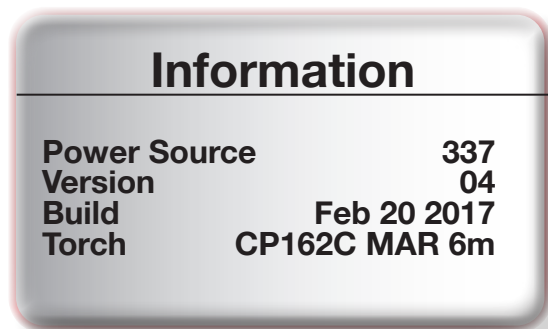 Information
Power Source 337
Version 04
Build Feb 20 2017
Torch CP162C MAR 6m